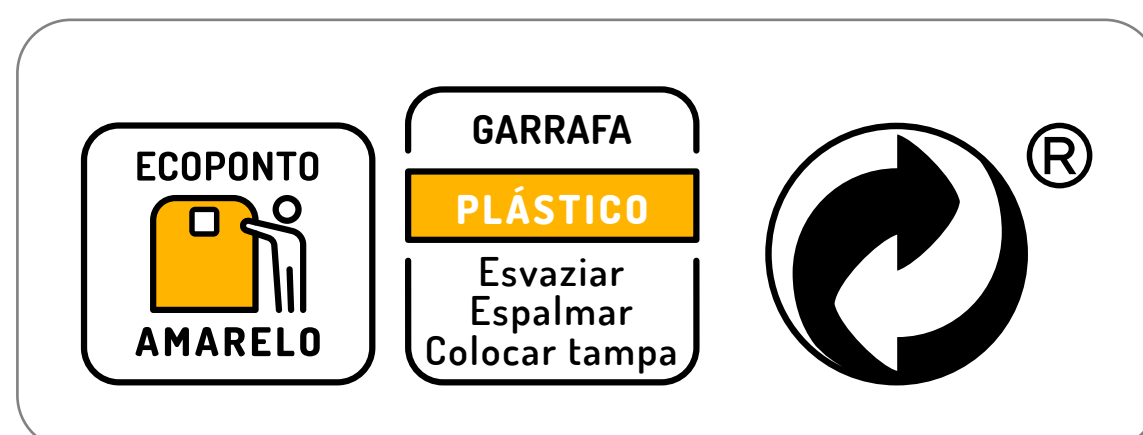 ECOPONTO
AMARELO
GARRAFA
PLÁSTICO
Esvaziar
Espalmar
Colocar tampa
®